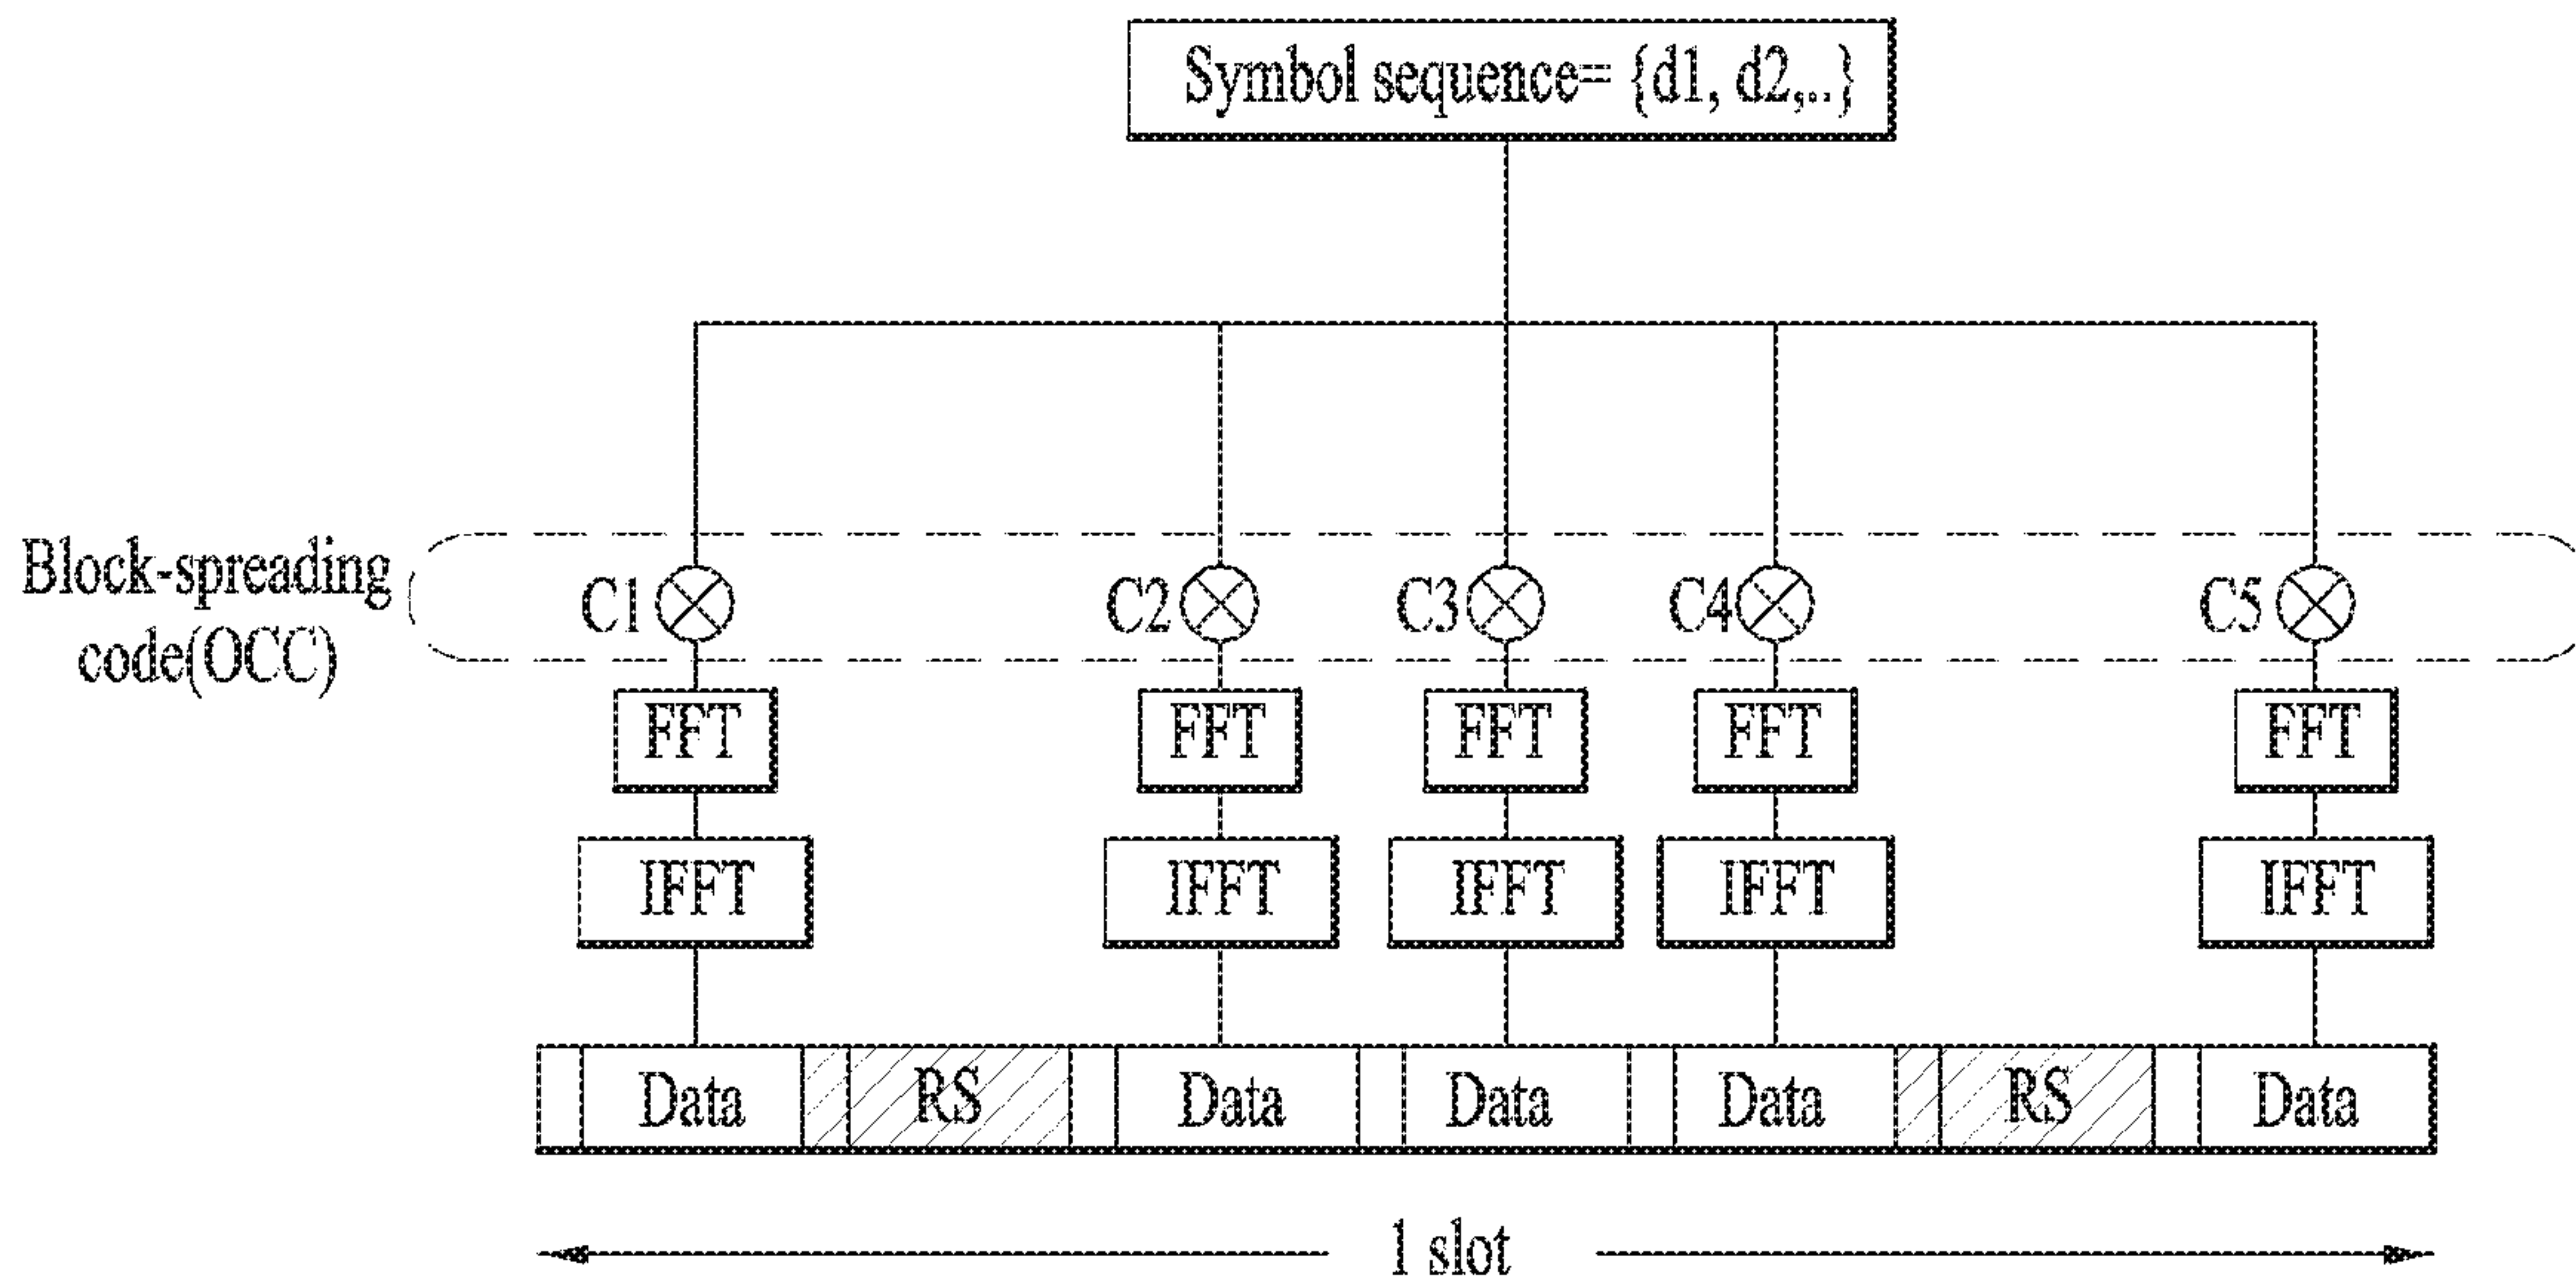 Symbol sequence= {d1, d2,..}
Block-spreading
code(OCC)
C1 C2 C3 C4 C5
FFT FFT FFT FFT FFT
IFFT IFFT IFFT IFFT IFFT
Data RS Data Data Data RS Data
1 slot